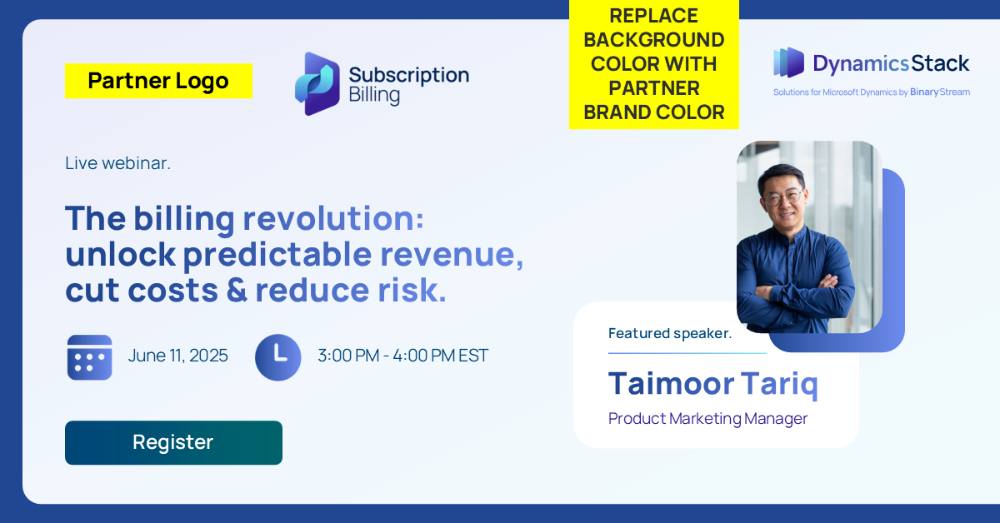 Partner Logo
Subscription
Billing
REPLACE
BACKGROUND
COLOR WITH
PARTNER
BRAND COLOR
DynamicsStack
Solutions for Microsoft Dynamics by BinaryStream
Live webinar.
The billing revolution:
unlock predictable revenue,
cut costs & reduce risk.
June 11, 2025
3:00 PM - 4:00 PM EST
Register
Featured speaker.
Taimoor Tariq
Product Marketing Manager